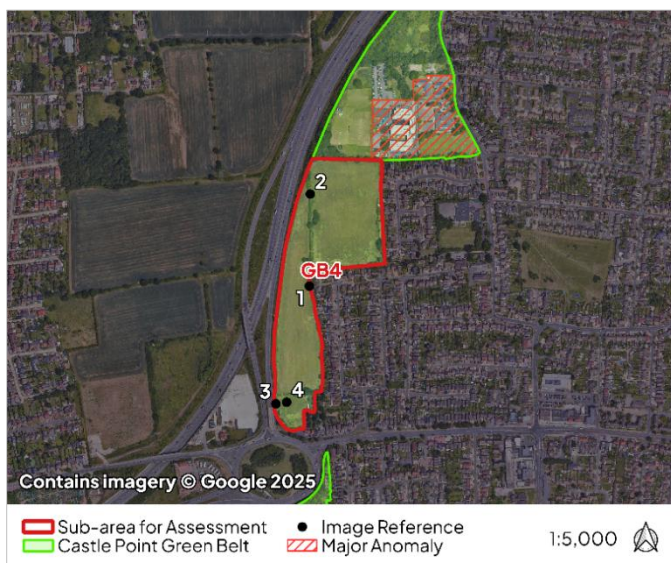 2
GB4
1
3 4
Contains imagery © Google 2025
Sub-area for Assessment
Image Reference
Castle Point Green Belt
Major Anomaly
1:5,000